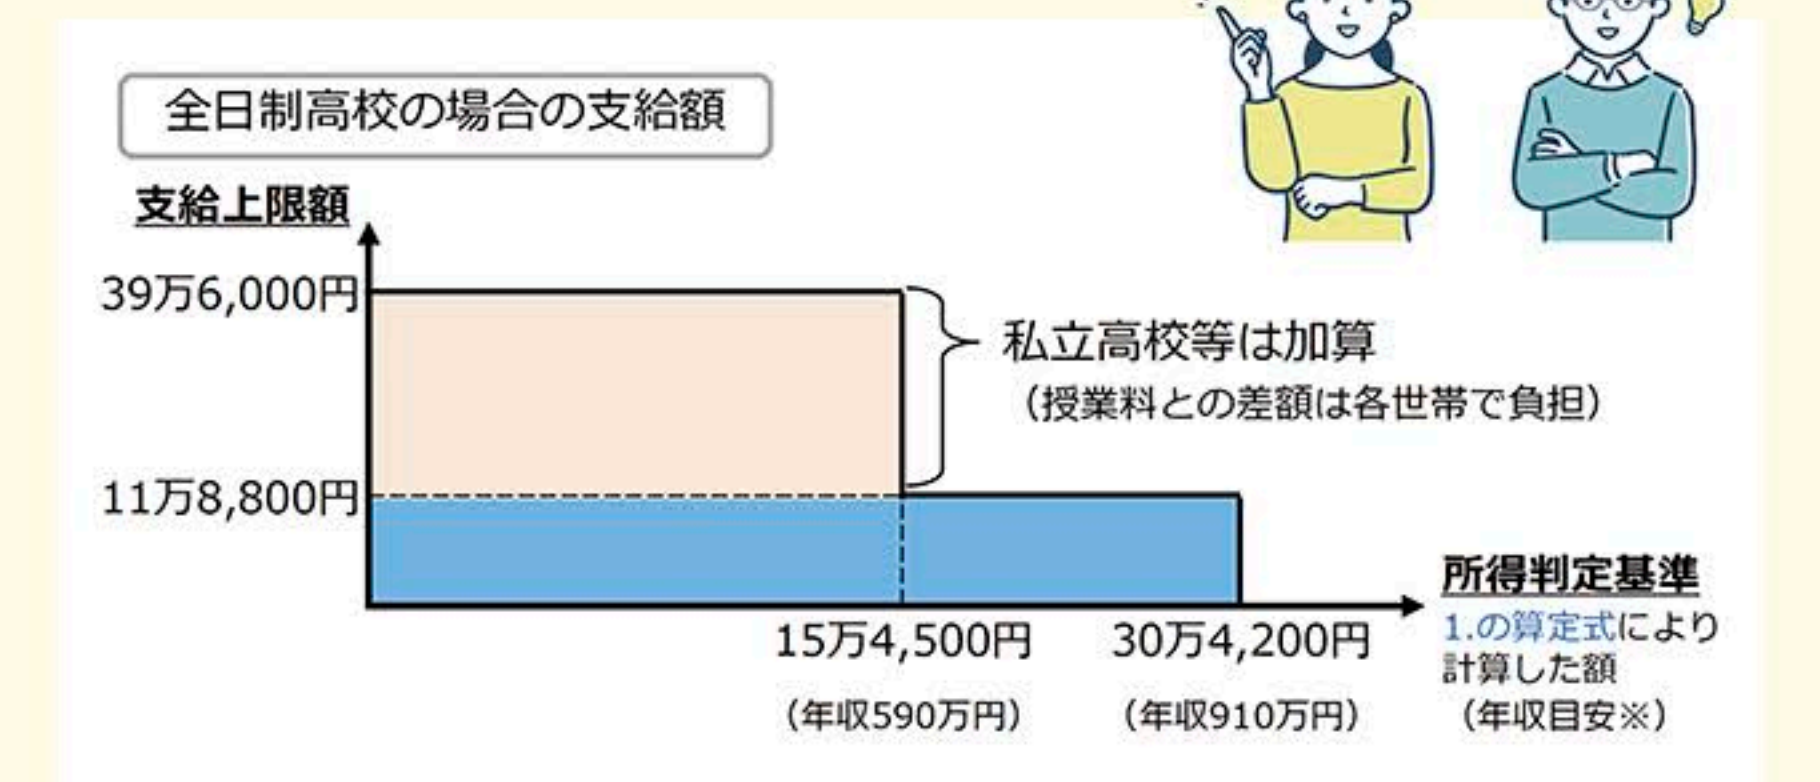 全日制高校の場合の支給額
支給上限額
39万6,000円
私立高校等は加算
（授業料との差額は各世帯で負担）
11万8,800円
15万4,500円
（年収590万円）
30万4,200円
（年収910万円）
所得判定基準
1.の算定式により
計算した額
（年収目安※）